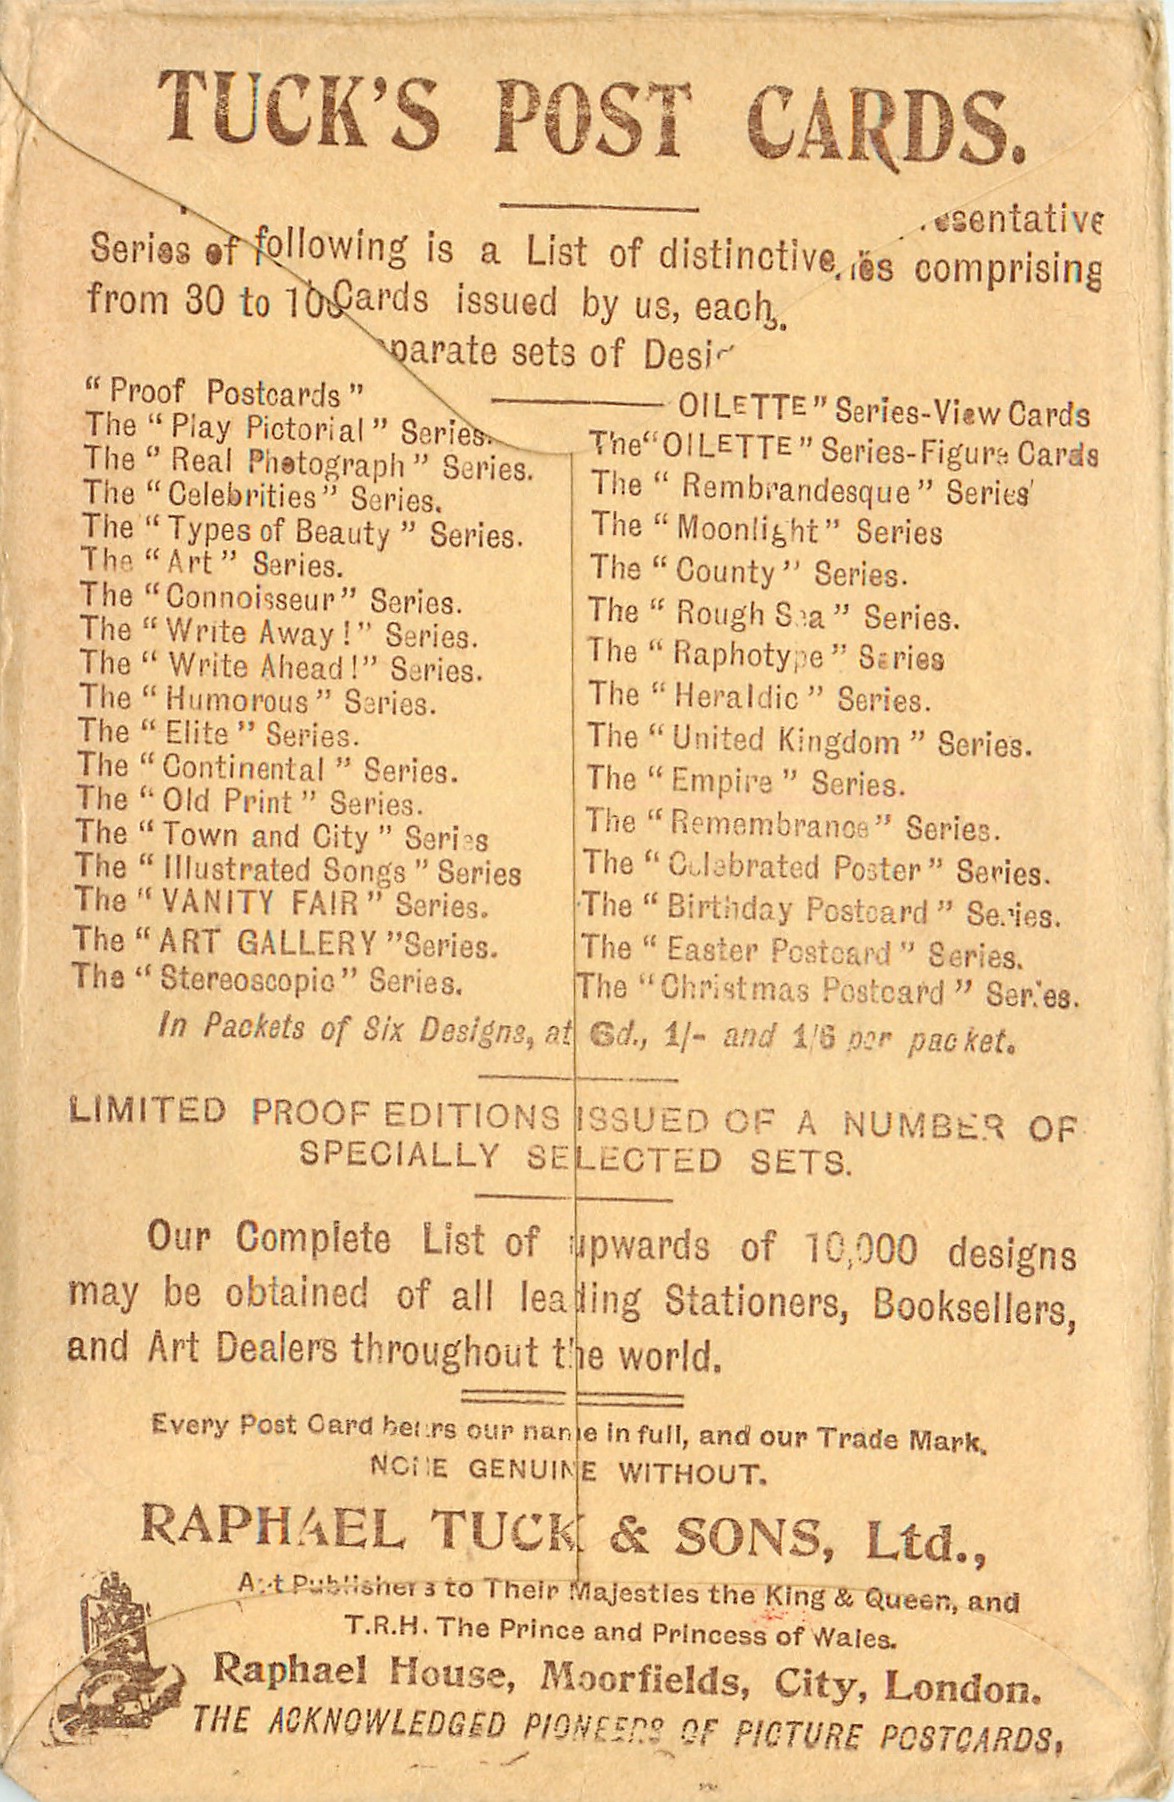 TUCK'S POST CARDS.
esentative
Series of following is a List of distinctive comprising
from 30 to 100 Cards issued by us, each
parate sets of Desi
"Proof Postcards"
The "Play Pictorial" Series.
The "Real Photograph" Series.
The "Celebrities" Series.
The "Types of Beauty" Series.
The "Art" Series.
The "Connoisseur" Series.
The "Write Away!" Series.
The "Write Ahead!" Series.
The "Humorous" Series.
The "Elite" Series.
The "Continental" Series.
The "Old Print" Series.
The "Town and City" Series
The "Illustrated Songs" Series
The "VANITY FAIR" Series.
The "ART GALLERY" Series.
The "Stereoscopic" Series.
OILETTE" Series-View Cards
The "OILETTE" Series-Figure Cards
The "Rembrandesque" Series
The "Moonlight" Series
The "County" Series.
The "Rough Sea" Series.
The "Raphotype" Series
The "Heraldic" Series.
The "United Kingdom" Series.
The "Empire" Series.
The "Remembrance" Series.
The "Celebrated Poster" Series.
The "Birthday Postcard" Series.
The "Easter Postcard" Series.
The "Christmas Postcard" Series.
In Packets of Six Designs, at 6d., 1/- and 1/6 per packet.
LIMITED PROOF EDITIONS ISSUED OF A NUMBER OF
SPECIALLY SELECTED SETS.
Our Complete List of upwards of 10,000 designs
may be obtained of all leading Stationers, Booksellers,
and Art Dealers throughout the world.
Every Post Card bears our name in full, and our Trade Mark.
NONE GENUINE WITHOUT.
RAPHAEL TUCK & SONS, Ltd.,
Art Publishers to Their Majesties the King & Queen, and
T.R.H. The Prince and Princess of Wales.
Raphael House, Moorfields, City, London.
THE ACKNOWLEDGED PIONEERS OF PICTURE POSTCARDS.